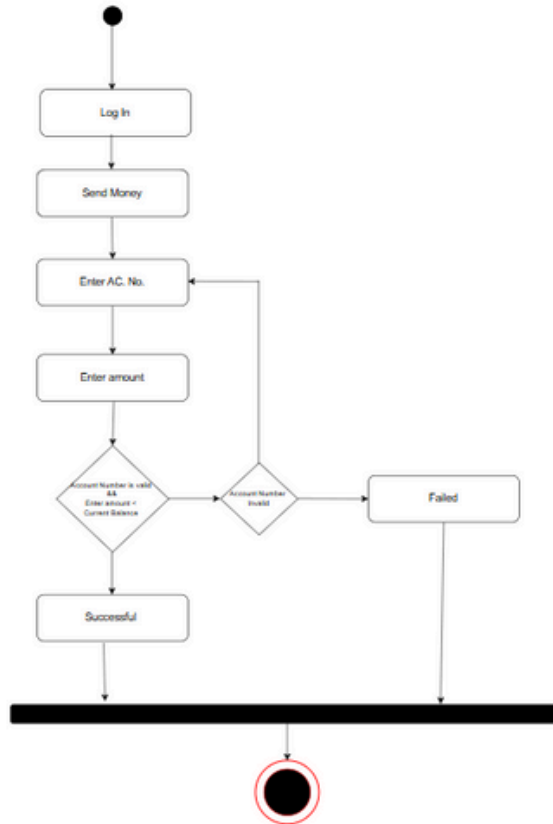 Log In
Send Money
Enter AC. No.
Enter amount
Account Number is valid
&&
Enter amount <
Current Balance
Account Number
Invalid
Failed
Successful